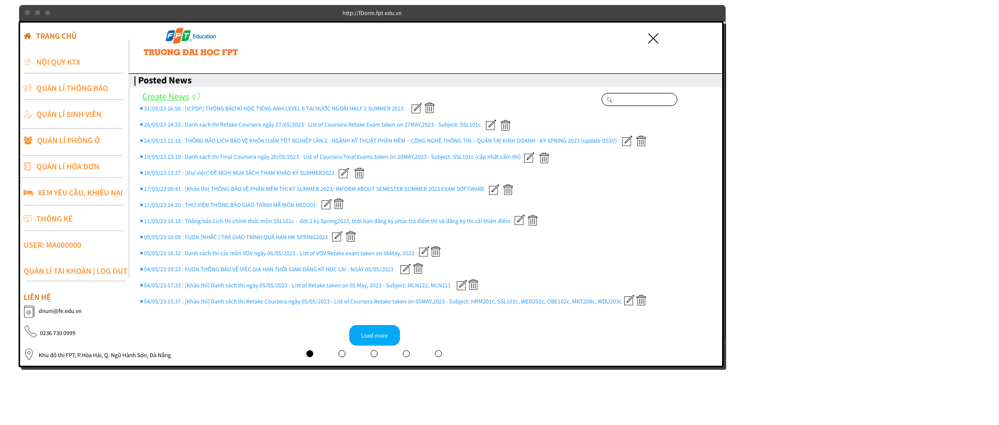 http://fDorm.fpt.edu.vn
TRANG CHỦ
NỘI QUY KTX
QUẢN LÍ THÔNG BÁO
QUẢN LÍ SINH VIÊN
QUẢN LÍ PHÒNG Ở
QUẢN LÍ HÓA ĐƠN
XEM YÊU CẦU, KHIẾU NẠI
THỐNG KÊ
USER: MA000000
QUẢN LÍ TÀI KHOẢN | LOG OUT
LIÊN HỆ
dnuni@fe.edu.vn
0236 730 0999
Khu đô thị FPT, P.Hòa Hải, Q. Ngũ Hành Sơn, Đà Nẵng
FPT Education
TRƯỜNG ĐẠI HỌC FPT
| Posted News
Create News
31/05/23 16:56 : [ICPDP] THÔNG BÁO KÌ HỌC TIẾNG ANH LEVEL 6 TẠI NƯỚC NGOÀI HALF 2 SUMMER 2023
26/05/23 14:33 : Danh sách thi Retake Coursera ngày 27/05/2023 - List of Coursera Retake Exam taken on 27MAY,2023 - Subject: SSL101c
24/05/23 11:18 : THÔNG BÁO LỊCH BẢO VỆ KHÓA LUẬN TỐT NGHIỆP LẦN 2 - NGÀNH KỸ THUẬT PHẦN MỀM – CÔNG NGHỆ THÔNG TIN – QUẢN TRỊ KINH DOANH - KỲ SPRING 2023 (update DSSV)
19/05/23 13:10 : Danh sách thi Final Coursera ngày 20/05/2023 - List of Coursera Final Exams taken on 20MAY,2023 - Subject: SSL101c (cập nhật cấm thi)
18/05/23 13:27 : [thư viện] ĐỀ NGHỊ MUA SÁCH THAM KHẢO KỲ SUMMER2023
17/05/23 09:41 : [Khảo thi] THÔNG BÁO VỀ PHẦN MỀM THI KỲ SUMMER 2023/ INFORM ABOUT SEMESTER SUMMER 2023 EXAM SOFTWARE
11/05/23 14:20 : THƯ VIỆN THÔNG BÁO GIÁO TRÌNH MÃ MÔN MED201
11/05/23 14:18 : Thông báo Lịch thi chính thức môn SSL101c – đợt 2 kỳ Spring2023, thời hạn đăng ký phúc tra điểm thi và đăng ký thi cải thiện điểm
09/05/23 10:09 : FUDN [NHẮC ] TRẢ GIÁO TRÌNH QUÁ HẠN HK SPRING2023
05/05/23 16:32 : Danh sách thi các môn VOV ngày 06/05/2023 - List of VOV Retake exam taken on 06May, 2023
04/05/23 19:23 : FUDN THÔNG BÁO VỀ VIỆC GIA HẠN THỜI GIAN ĐĂNG KÝ HỌC LẠI - NGÀY 05/05/2023
04/05/23 17:33 : [Khảo thí] Danh sách thi ngày 05/05/2023 - List of Retake taken on 05 May, 2023 - Subject: MLN122, MLN111
04/05/23 15:37 : [Khảo thí] Danh sách thi Retake Coursera ngày 05/05/2023 - List of Coursera Retake taken on 05MAY,2023 - Subject: HRM201c, SSL101c, WED201c, OBE102c, MKT208c, WDU203c
Load more